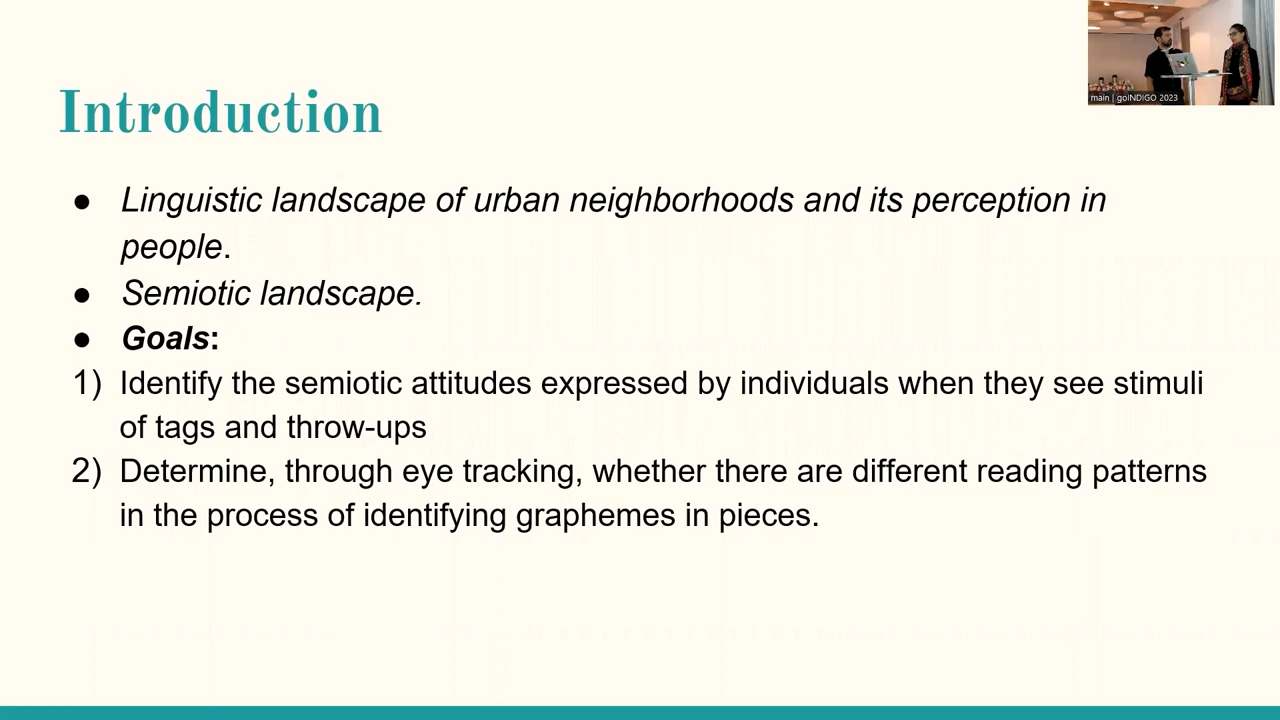 main | goINDIGO 2023
Introduction
● Linguistic landscape of urban neighborhoods and its perception in
people.
● Semiotic landscape.
● Goals:
1) Identify the semiotic attitudes expressed by individuals when they see stimuli
of tags and throw-ups
2) Determine, through eye tracking, whether there are different reading patterns
in the process of identifying graphemes in pieces.